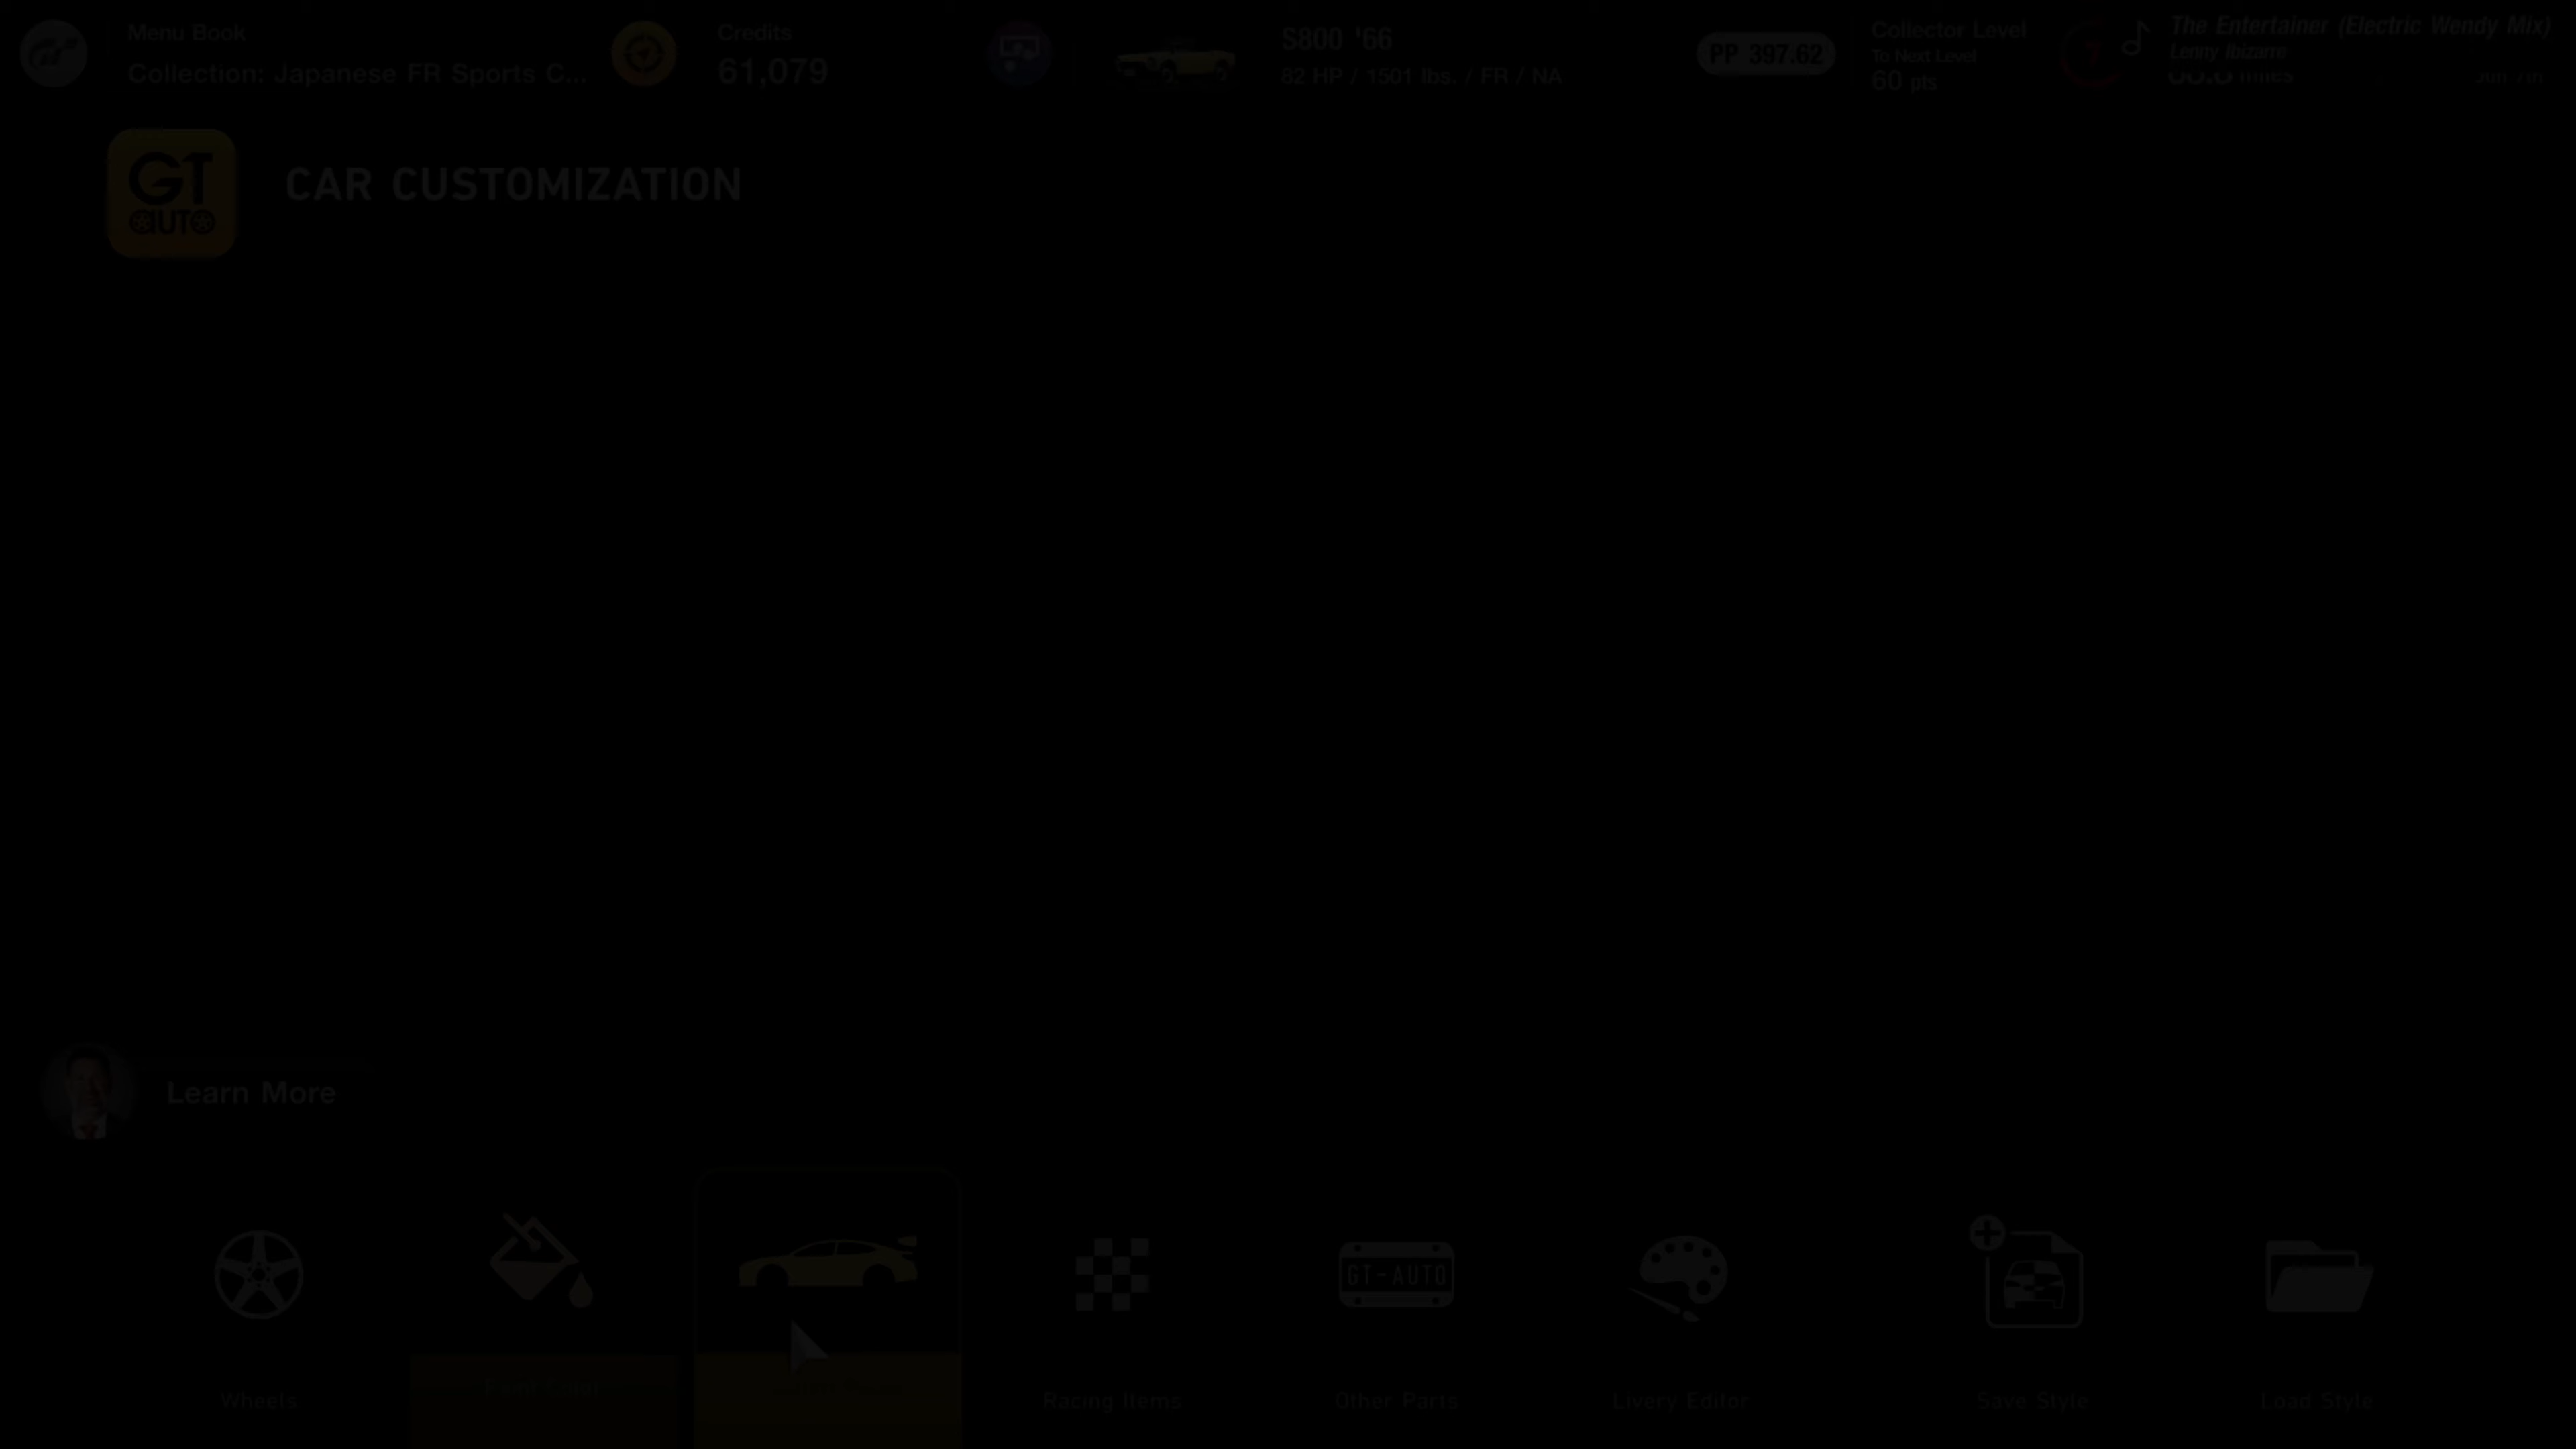 Menu Book
Collection: Japanese FR Sports C...
Credits
61,079
S800 '66
82 HP / 1501 lbs. / FR / NA
PP 397.62
Collector Level
To Next Level
60 pts
The Entertainer (Electric Wendy Mix)
Lenny Ibizarre
miles
GT
AUTO
CAR CUSTOMIZATION
Learn More
GT-AUTO
Wheels
Racing Items
Other Parts
Livery Editor
Save Style
Load Style